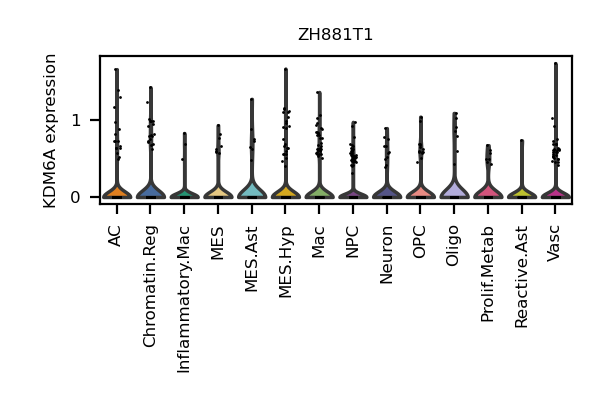 ZH881T1
KDM6A expression
1
0
AC
Chromatin.Reg
Inflammatory.Mac
MES
MES.Ast
MES.Hyp
Mac
NPC
Neuron
OPC
Oligo
Prolif.Metab
Reactive.Ast
Vasc